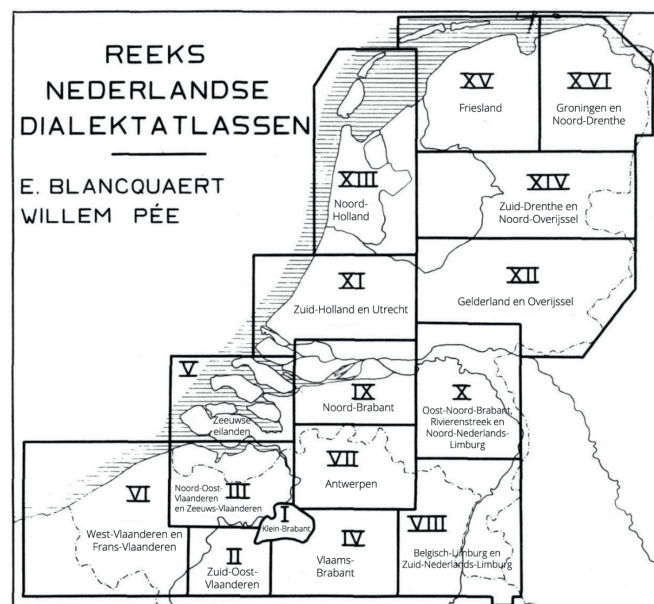 REEKS
NEDERLANDSE
DIALEKTATLASSEN
E. BLANCQUAERT
WILLEM PÉE
XV
Friesland
XVI
Groningen en
Noord-Drenthe
XIII
Noord-
Holland
XIV
Zuid-Drenthe en
Noord-Overijssel
XI
Zuid-Holland en Utrecht
XII
Gelderland en Overijssel
V
Zeeuwse
eilanden
IX
Noord-Brabant
X
Oost-Noord-Brabant,
Rivierenstreek en
Noord-Nederlands-
Limburg
VI
West-Vlaanderen en
Frans-Vlaanderen
Noord-Oost-
Vlaanderen III
en Zeeuws-Vlaanderen
VII
Antwerpen
I
Klein-Brabant
II
Zuid-Oost-
Vlaanderen
IV
Vlaams-
Brabant
VIII
Belgisch-Limburg en
Zuid-Nederlands-Limburg